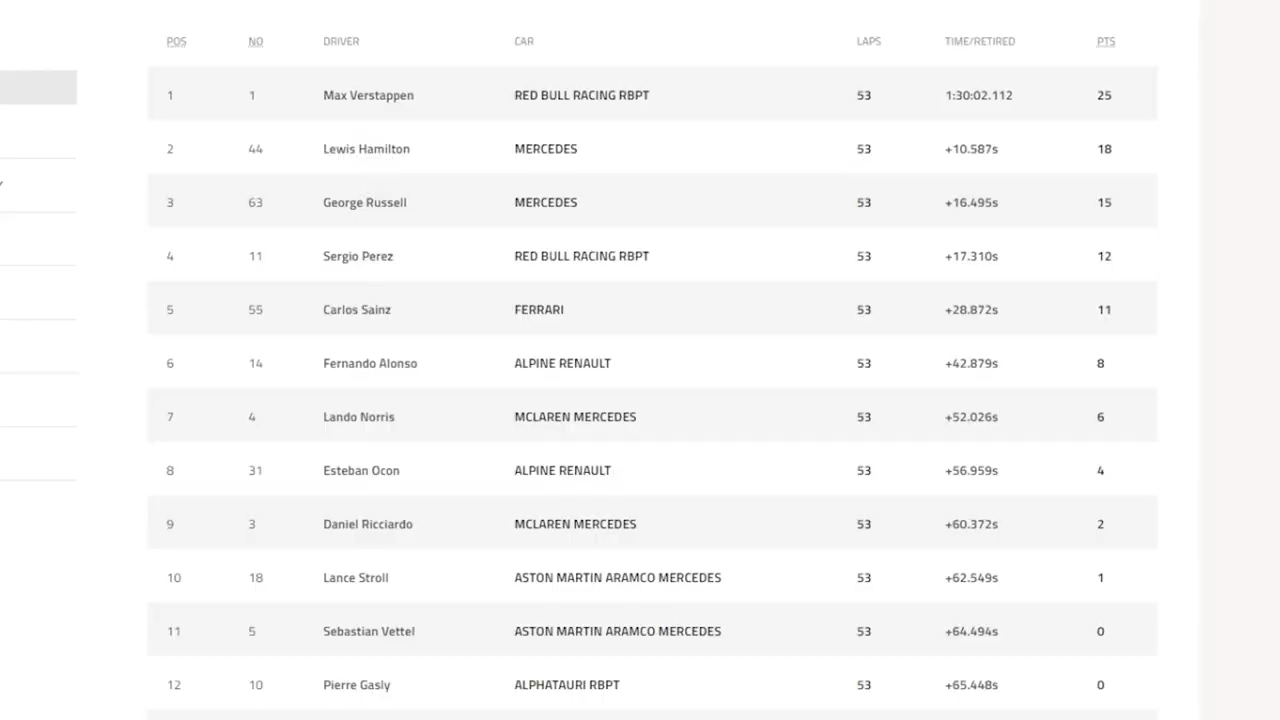 POS NO DRIVER CAR LAPS TIME/RETIRED PTS
1 1 Max Verstappen RED BULL RACING RBPT 53 1:30:02.112 25
2 44 Lewis Hamilton MERCEDES 53 +10.587s 18
3 63 George Russell MERCEDES 53 +16.495s 15
4 11 Sergio Perez RED BULL RACING RBPT 53 +17.310s 12
5 55 Carlos Sainz FERRARI 53 +28.872s 11
6 14 Fernando Alonso ALPINE RENAULT 53 +42.879s 8
7 4 Lando Norris MCLAREN MERCEDES 53 +52.026s 6
8 31 Esteban Ocon ALPINE RENAULT 53 +56.959s 4
9 3 Daniel Ricciardo MCLAREN MERCEDES 53 +60.372s 2
10 18 Lance Stroll ASTON MARTIN ARAMCO MERCEDES 53 +62.549s 1
11 5 Sebastian Vettel ASTON MARTIN ARAMCO MERCEDES 53 +64.494s 0
12 10 Pierre Gasly ALPHATAURI RBPT 53 +65.448s 0